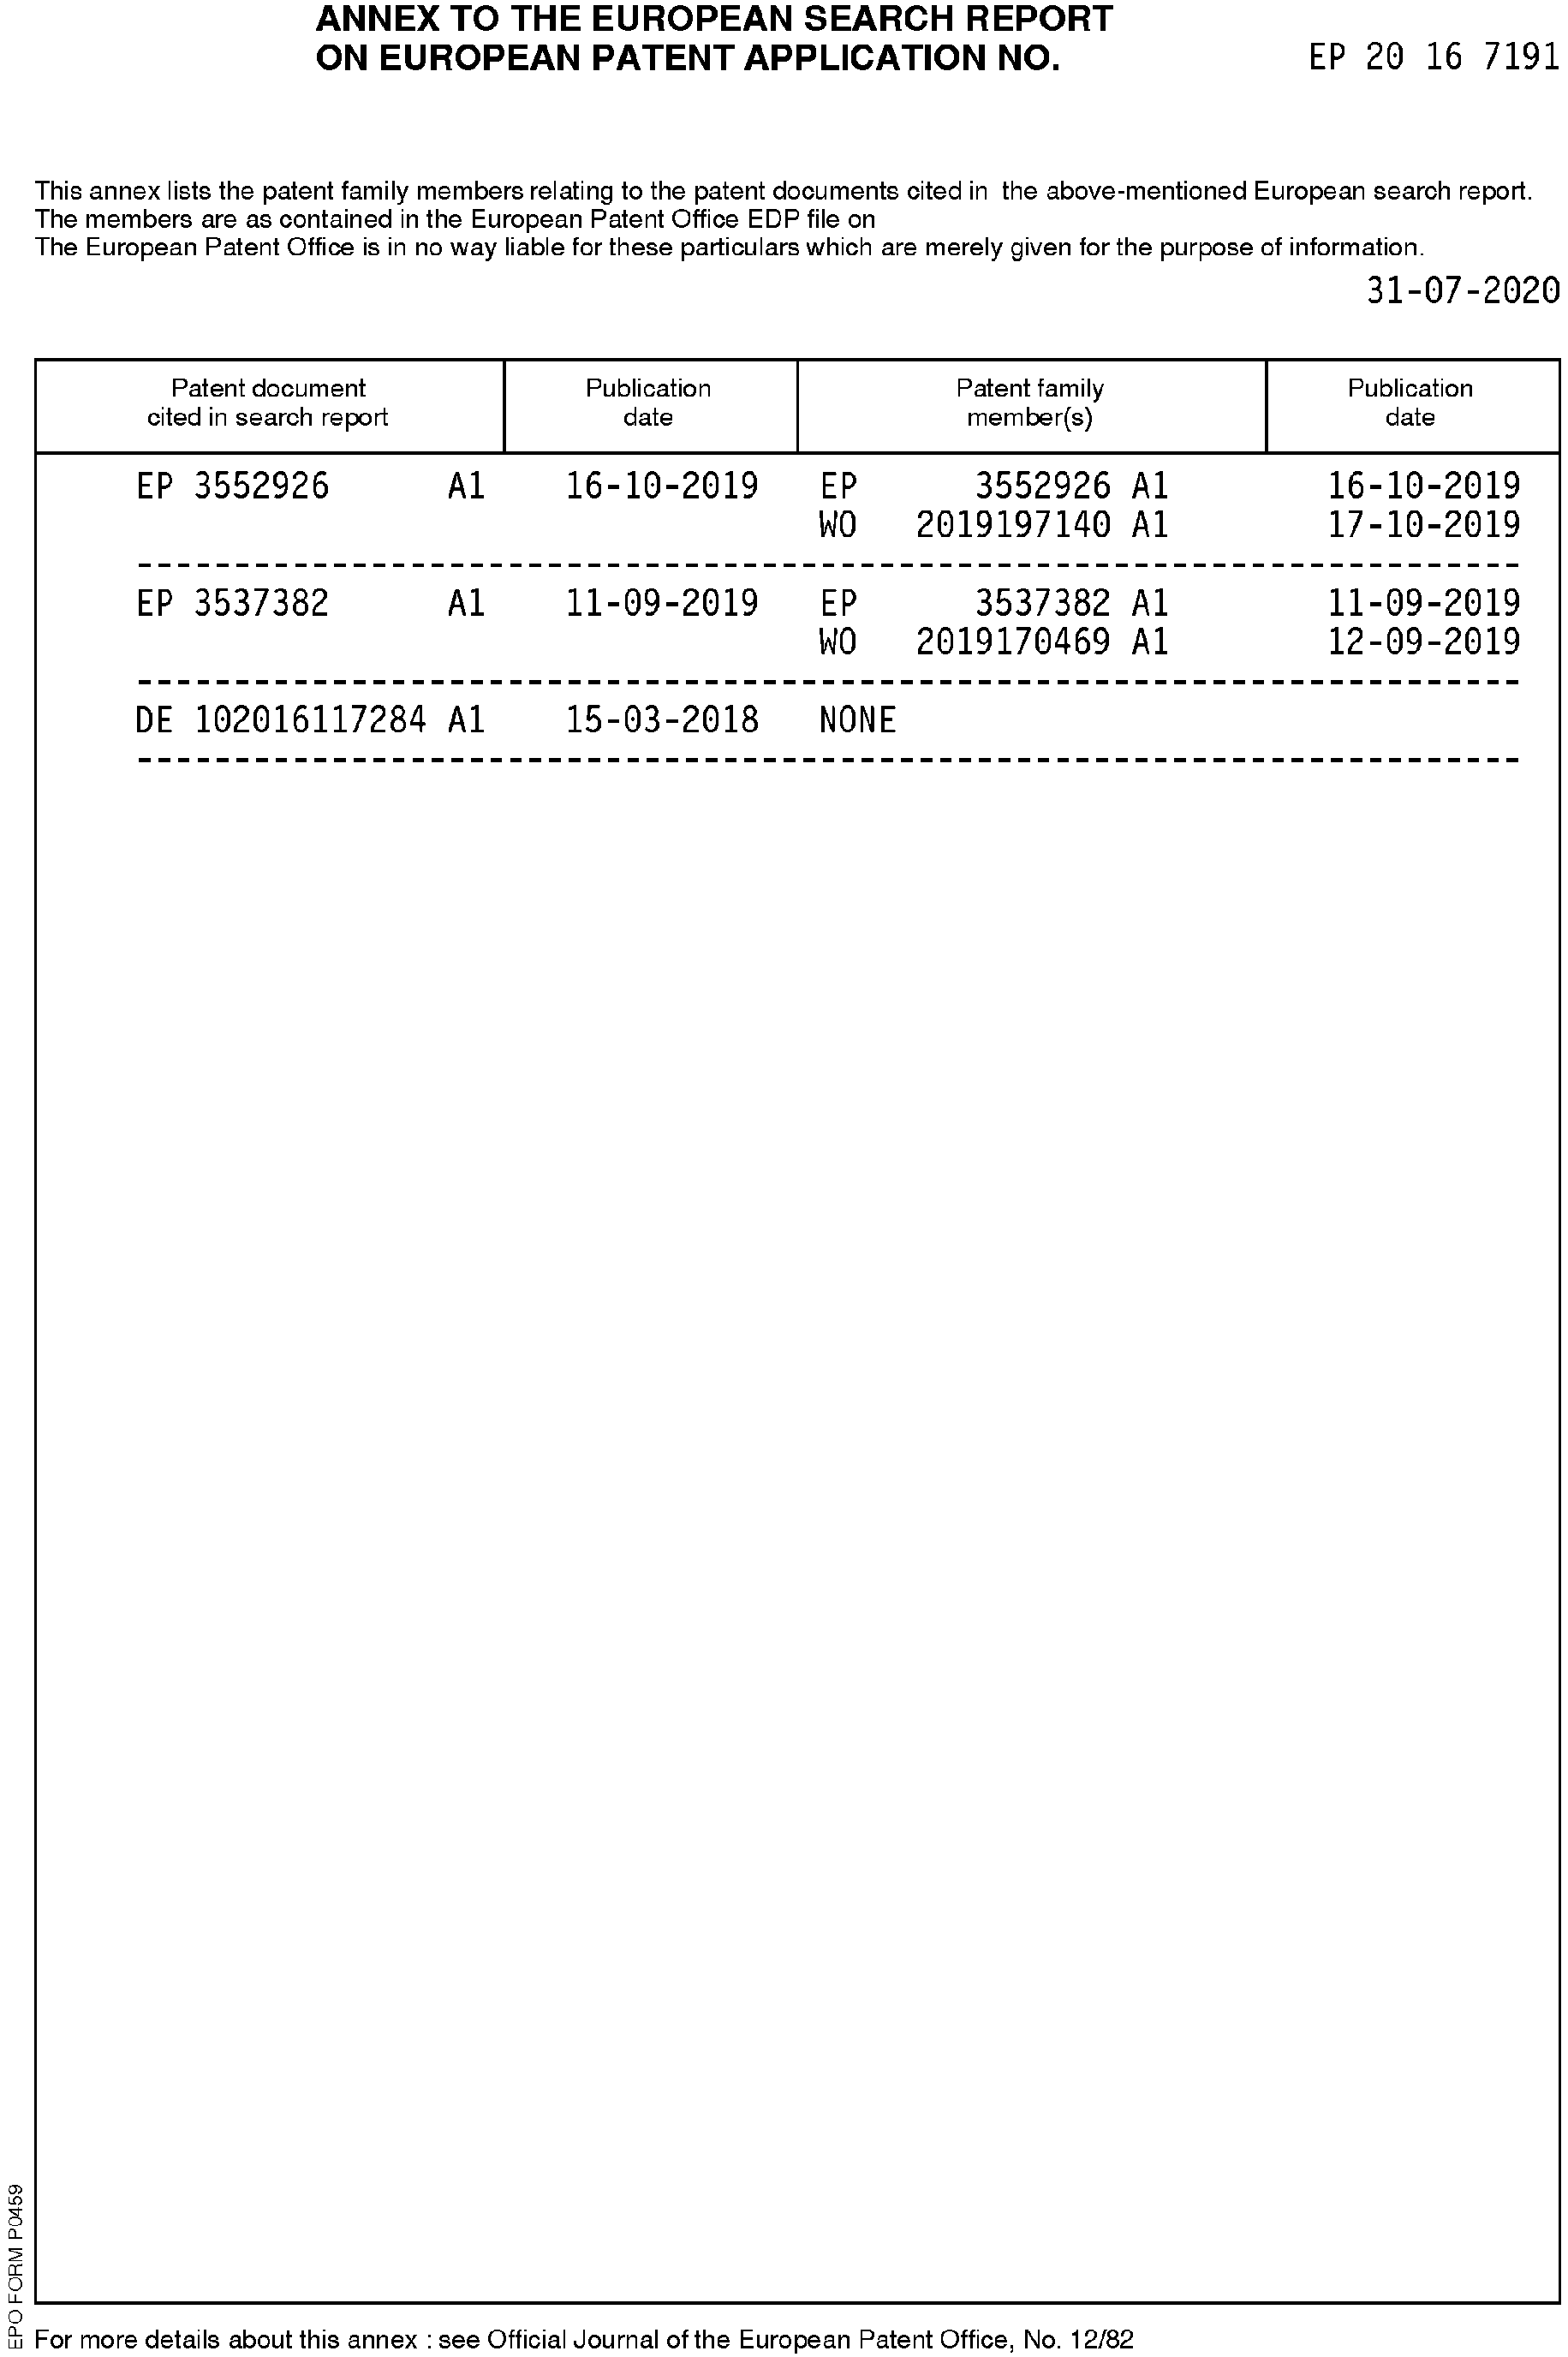 ANNEX TO THE EUROPEAN SEARCH REPORT
ON EUROPEAN PATENT APPLICATION NO. EP 20 16 7191
This annex lists the patent family members relating to the patent documents cited in the above-mentioned European search report.
The members are as contained in the European Patent Office EDP file on
The European Patent Office is in no way liable for these particulars which are merely given for the purpose of information.
31-07-2020
Patent document Publication Patent family Publication
cited in search report date member(s) date
EP 3552926 A1 16-10-2019 EP 3552926 A1 16-10-2019
WO 2019197140 A1 17-10-2019
EP 3537382 A1 11-09-2019 EP 3537382 A1 11-09-2019
WO 2019170469 A1 12-09-2019
DE 102016117284 A1 15-03-2018 NONE
EPO FORM P0459
For more details about this annex : see Official Journal of the European Patent Office, No. 12/82